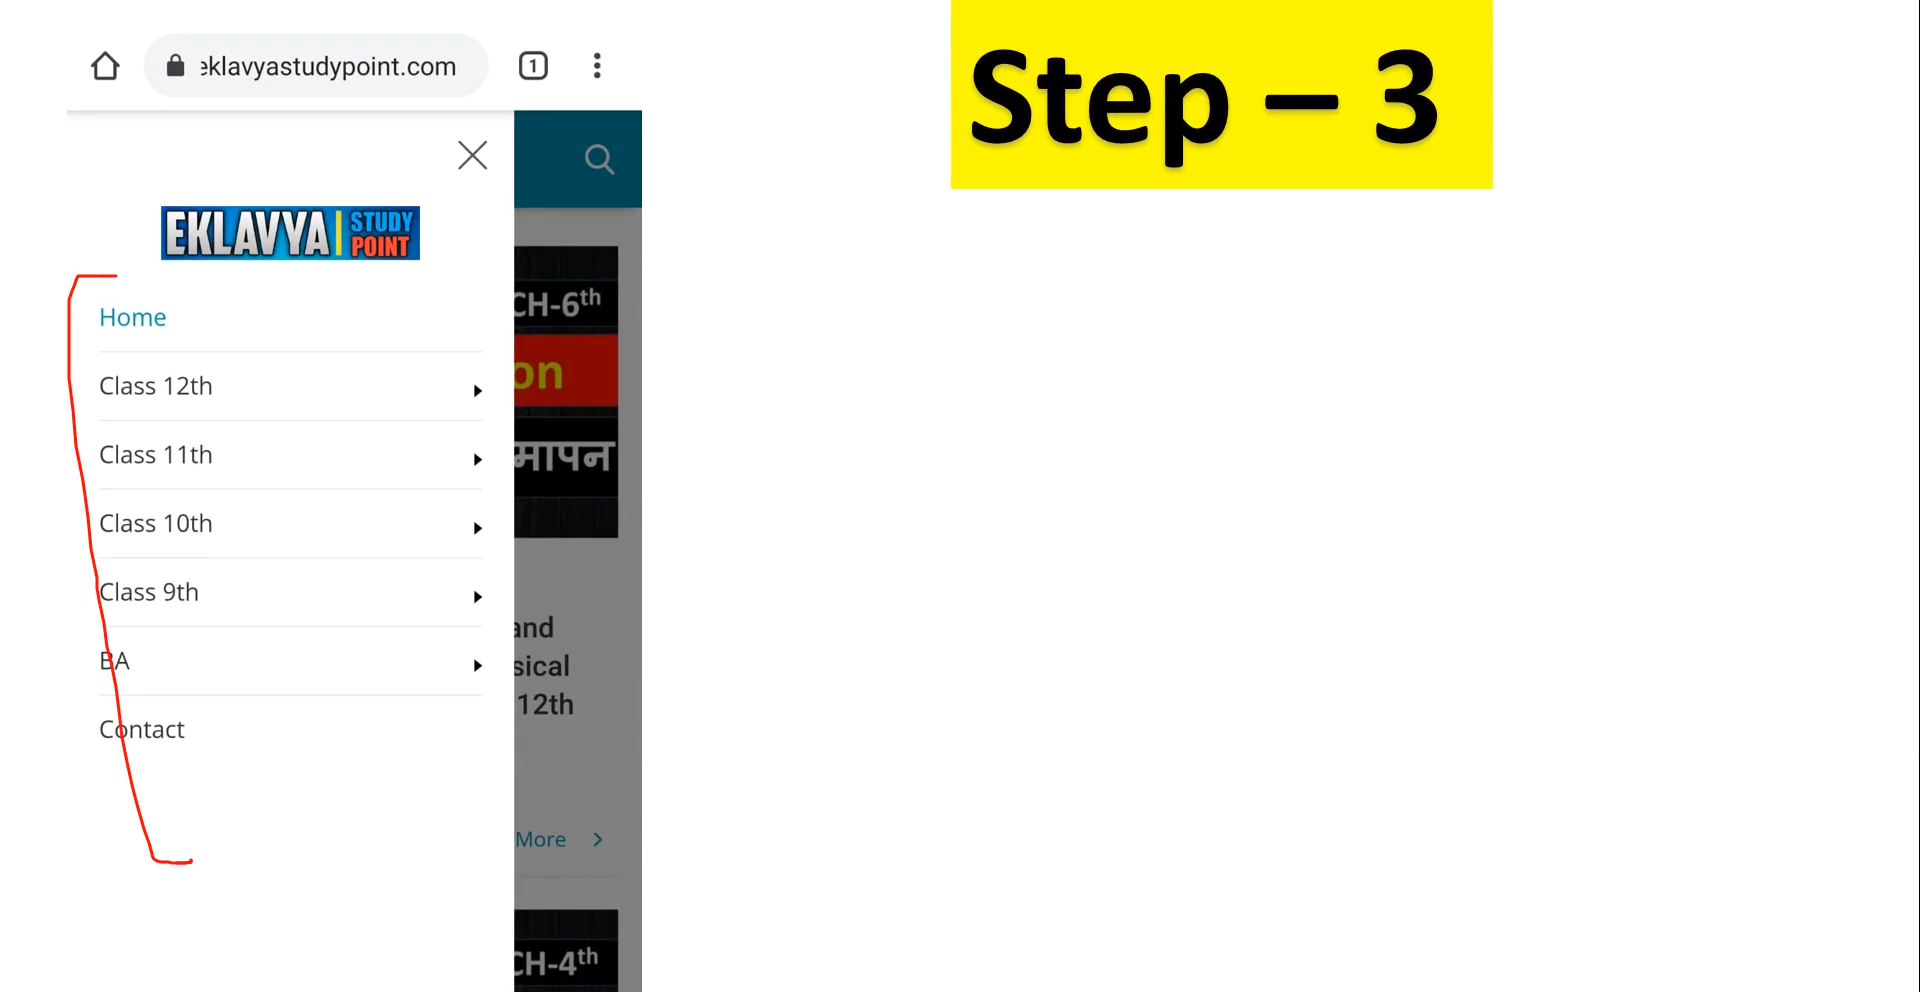 eklavyastudypoint.com
1
Step – 3
EKLAVYA | STUDY POINT
Home
Class 12th
Class 11th
Class 10th
Class 9th
BA
Contact
CH-6th
on
मापन
and
sical
12th
More
CH-4th